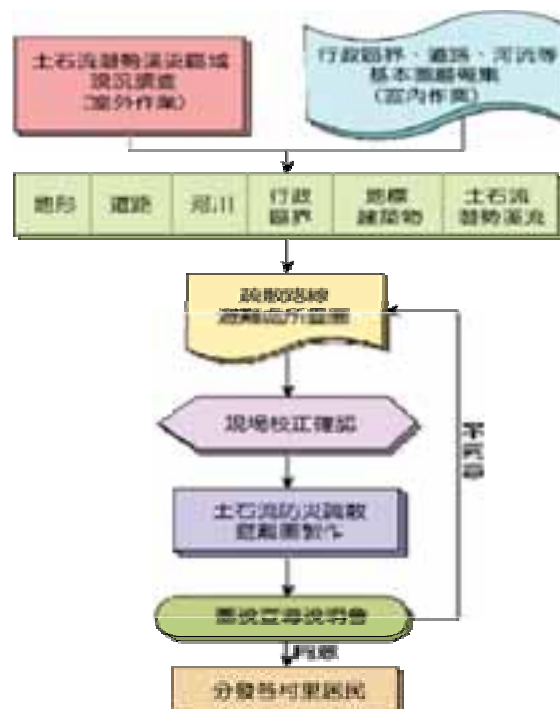 土石流潛勢溪流區域
現況調查
(室外作業)
行政區界、道路、河流等
基本圖層蒐集
(室內作業)
地形
道路
河川
行政
區界
地標
建築物
土石流
潛勢溪流
疏散路線
避難處所
現場校正確認
土石流防災疏散
避難圖製作
不同意
宣導說明會
同意
分發各村里居民